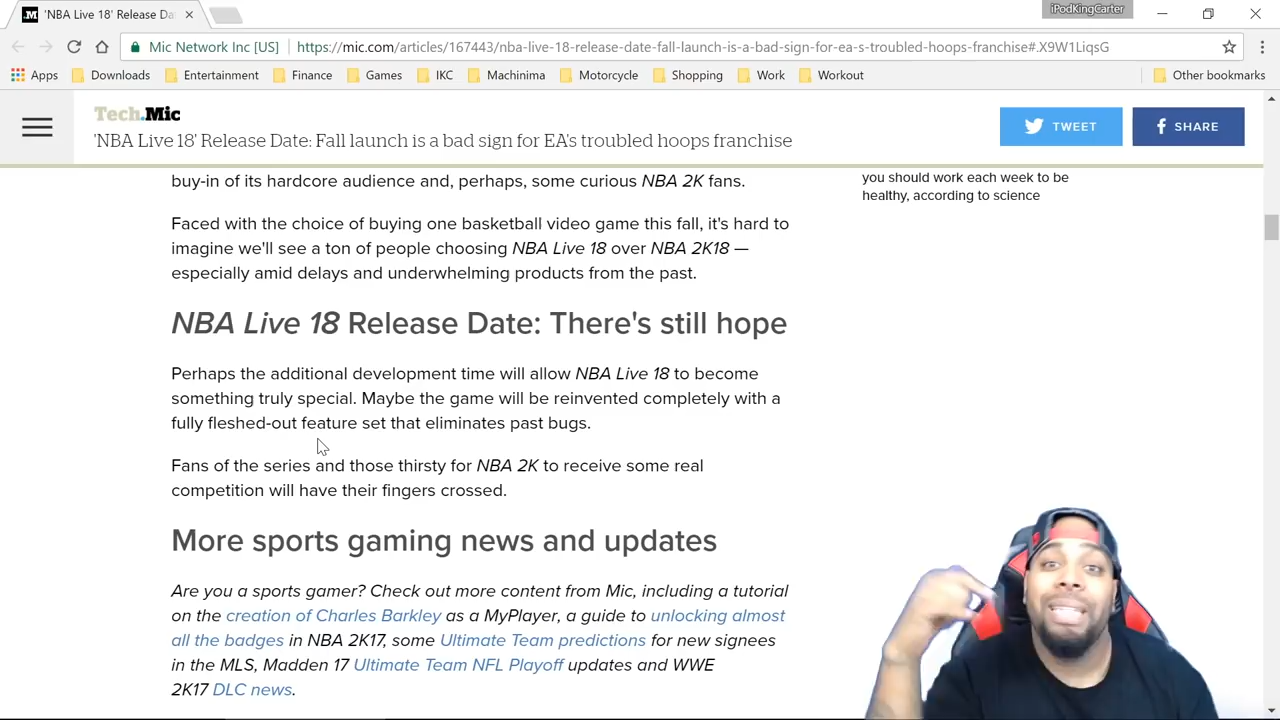 .M 'NBA Live 18' Release Da
iPodKingCarter
Mic Network Inc [US] https://mic.com/articles/167443/nba-live-18-release-date-fall-launch-is-a-bad-sign-for-ea-s-troubled-hoops-franchise#.X9W1LiqsG
Apps Downloads Entertainment Finance Games IKC Machinima Motorcycle Shopping Work Workout Other bookmarks
Tech.Mic
'NBA Live 18' Release Date: Fall launch is a bad sign for EA's troubled hoops franchise
TWEET SHARE
buy-in of its hardcore audience and, perhaps, some curious NBA 2K fans.
you should work each week to be
healthy, according to science
Faced with the choice of buying one basketball video game this fall, it's hard to
imagine we'll see a ton of people choosing NBA Live 18 over NBA 2K18 —
especially amid delays and underwhelming products from the past.
NBA Live 18 Release Date: There's still hope
Perhaps the additional development time will allow NBA Live 18 to become
something truly special. Maybe the game will be reinvented completely with a
fully fleshed-out feature set that eliminates past bugs.
Fans of the series and those thirsty for NBA 2K to receive some real
competition will have their fingers crossed.
More sports gaming news and updates
Are you a sports gamer? Check out more content from Mic, including a tutorial
on the creation of Charles Barkley as a MyPlayer, a guide to unlocking almost
all the badges in NBA 2K17, some Ultimate Team predictions for new signees
in the MLS, Madden 17 Ultimate Team NFL Playoff updates and WWE
2K17 DLC news.